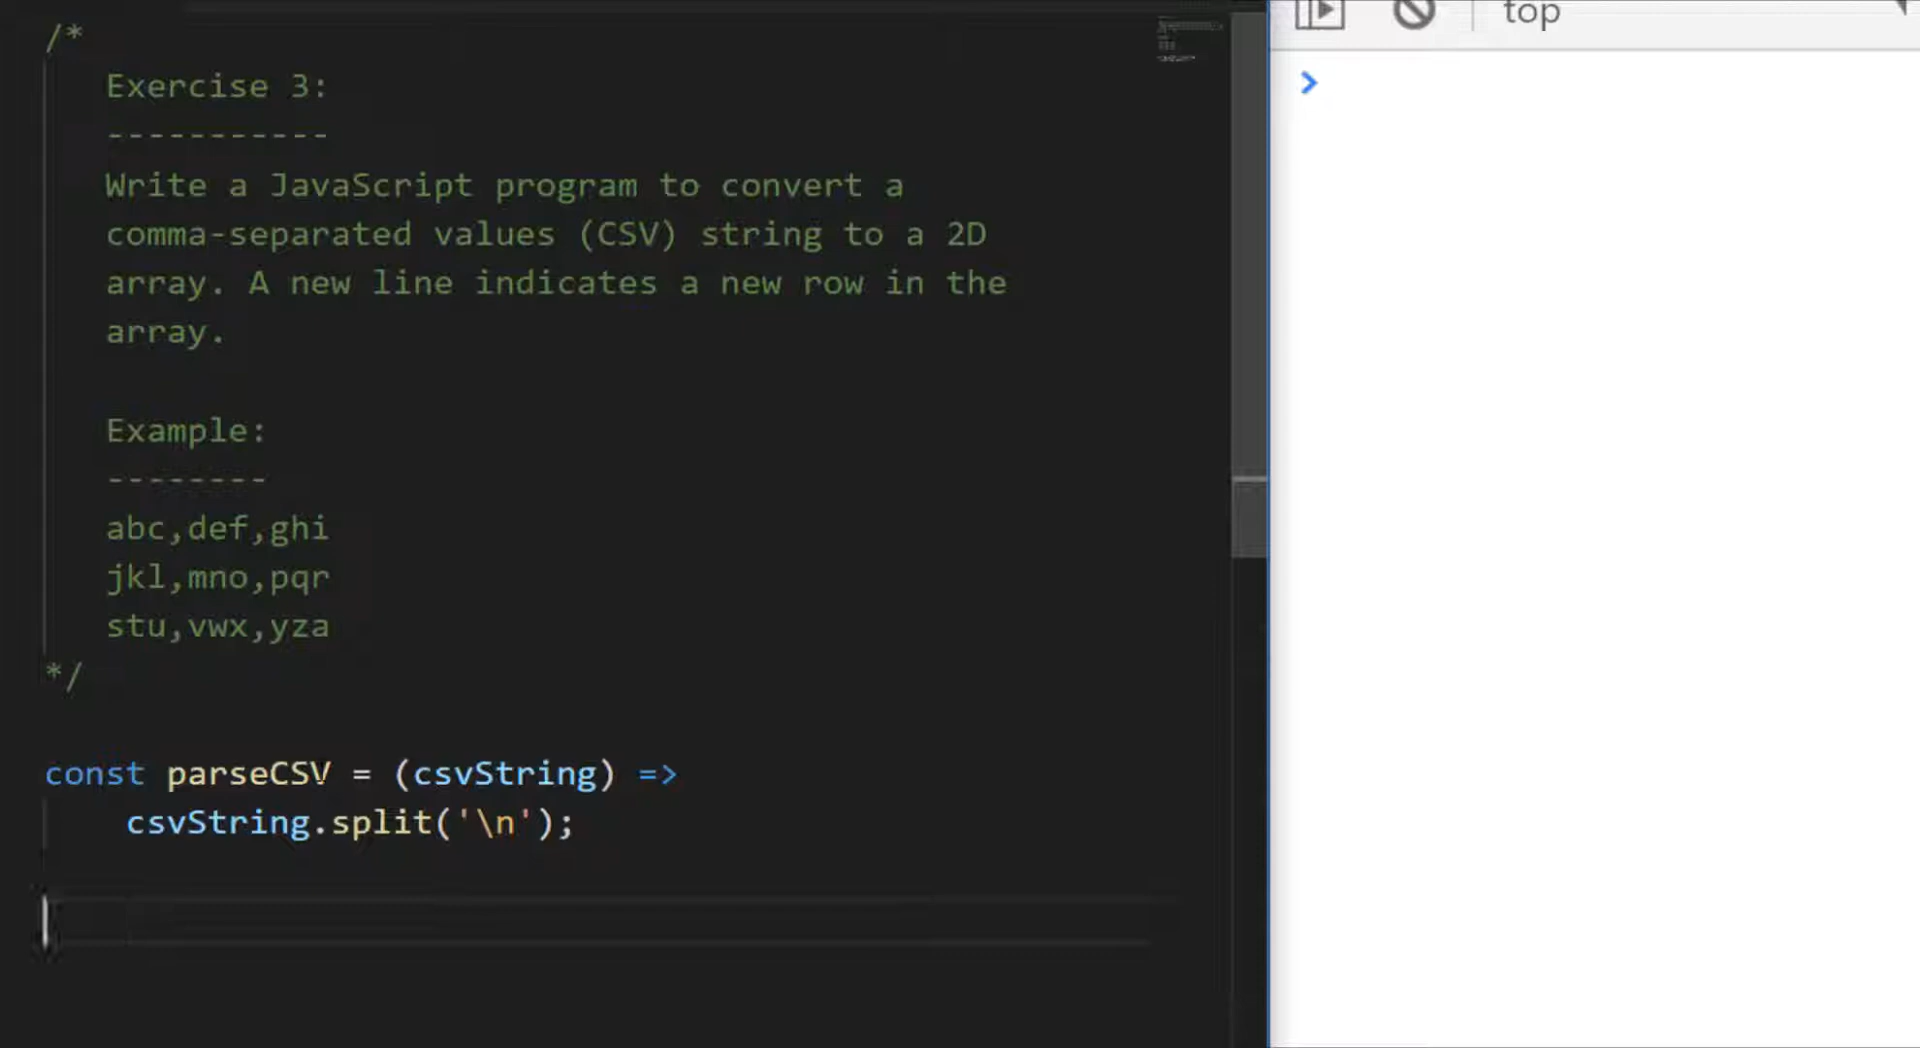 /*
Exercise 3:
-----------
Write a JavaScript program to convert a
comma-separated values (CSV) string to a 2D
array. A new line indicates a new row in the
array.
Example:
--------
abc,def,ghi
jkl,mno,pqr
stu,vwx,yza
*/
const parseCSV = (csvString) =>
csvString.split('\n');
top
>